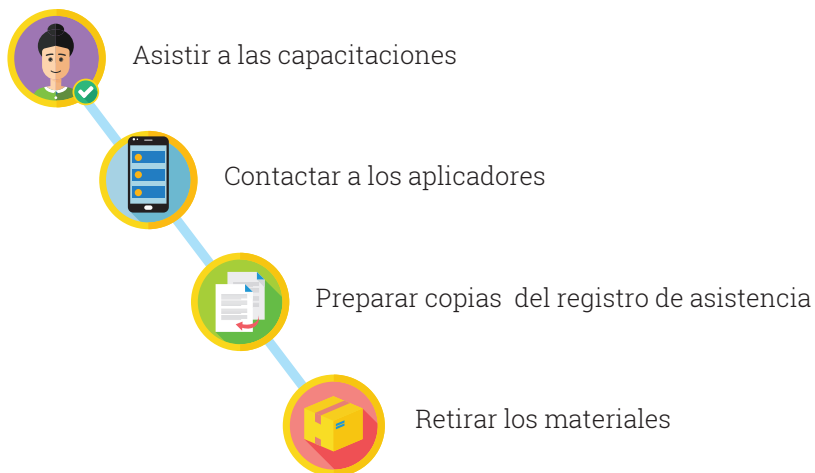 Asistir a las capacitaciones
Contactar a los aplicadores
Preparar copias  del registro de asistencia
Retirar los materiales